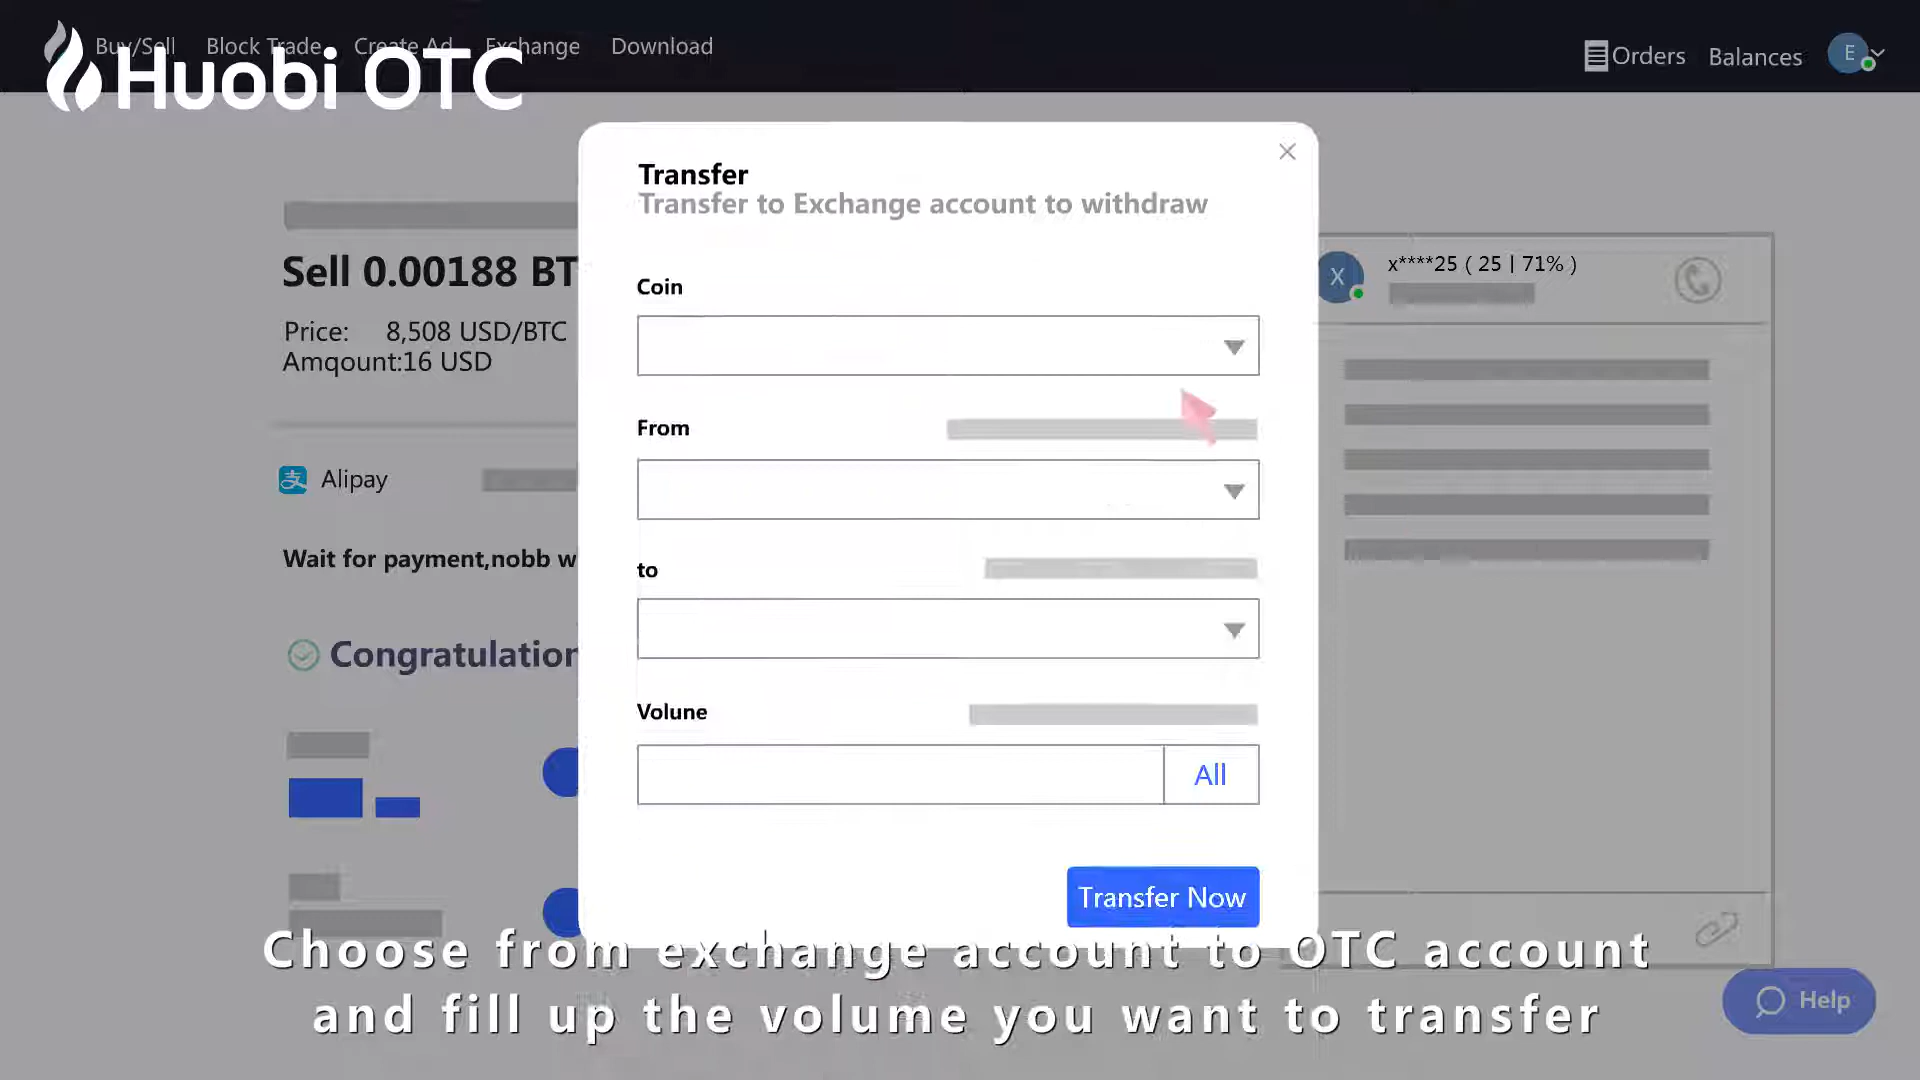 Buy/Sell Block Trade Create Ad Exchange Download
Huobi OTC
Orders Balances E
Transfer
Transfer to Exchange account to withdraw
Sell 0.00188 BT
Price: 8,508 USD/BTC
Amqount:16 USD
Coin
X x****25 ( 25 | 71% )
From
Alipay
Wait for payment,nobb w
to
Congratulation
Volune
All
Transfer Now
Choose from exchange account to OTC account
and fill up the volume you want to transfer
Help